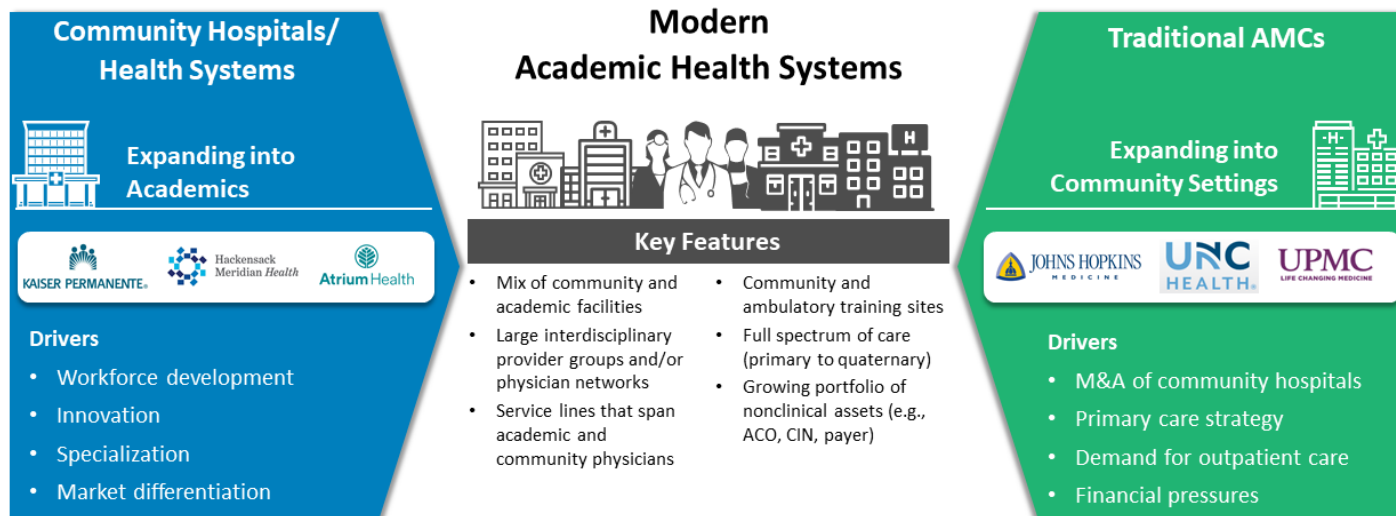 Community Hospitals/
Health Systems
Expanding into
Academics
KAISER PERMANENTE®
Hackensack
Meridian Health
Atrium Health
Drivers
• Workforce development
• Innovation
• Specialization
• Market differentiation
Modern
Academic Health Systems
H
Key Features
• Mix of community and
academic facilities
• Large interdisciplinary
provider groups and/or
physician networks
• Service lines that span
academic and
community physicians
• Community and
ambulatory training sites
• Full spectrum of care
(primary to quaternary)
• Growing portfolio of
nonclinical assets (e.g.,
ACO, CIN, payer)
Traditional AMCs
Expanding into
Community Settings
H
JOHNS HOPKINS
MEDICINE
UNC
HEALTH®
UPMC
LIFE CHANGING MEDICINE
Drivers
• M&A of community hospitals
• Primary care strategy
• Demand for outpatient care
• Financial pressures